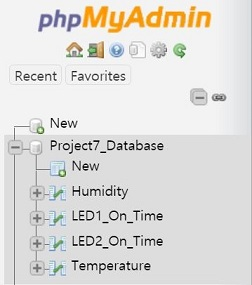 phpMyAdmin
Recent Favorites
New
Project7_Database
New
Humidity
LED1_On_Time
LED2_On_Time
Temperature